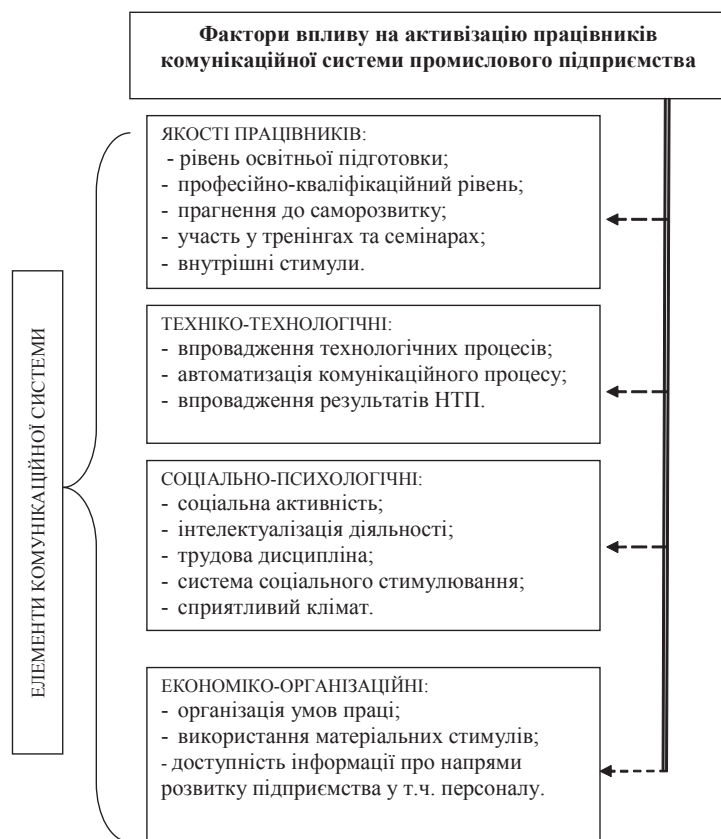 Фактори впливу на активізацію працівників
комунікаційної системи промислового підприємства
ЕЛЕМЕНТИ КОМУНІКАЦІЙНОЇ СИСТЕМИ
ЯКОСТІ ПРАЦІВНИКІВ:
- рівень освітньої підготовки;
- професійно-кваліфікаційний рівень;
- прагнення до саморозвитку;
- участь у тренінгах та семінарах;
- внутрішні стимули.
ТЕХНІКО-ТЕХНОЛОГІЧНІ:
- впровадження технологічних процесів;
- автоматизація комунікаційного процесу;
- впровадження результатів НТП.
СОЦІАЛЬНО-ПСИХОЛОГІЧНІ:
- соціальна активність;
- інтелектуалізація діяльності;
- трудова дисципліна;
- система соціального стимулювання;
- сприятливий клімат.
ЕКОНОМІКО-ОРГАНІЗАЦІЙНІ:
- організація умов праці;
- використання матеріальних стимулів;
- доступність інформації про напрями
розвитку підприємства у т.ч. персоналу.